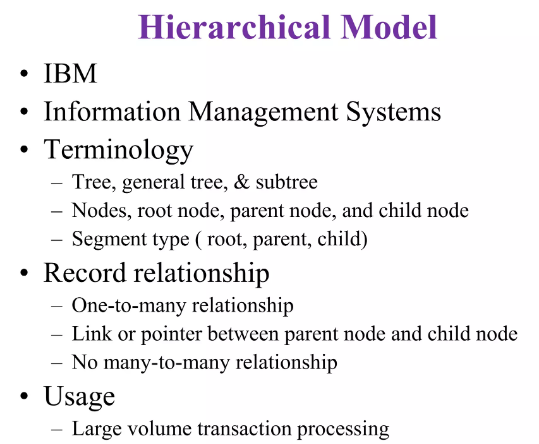 Hierarchical Model
• IBM
• Information Management Systems
• Terminology
– Tree, general tree, & subtree
– Nodes, root node, parent node, and child node
– Segment type ( root, parent, child)
• Record relationship
– One-to-many relationship
– Link or pointer between parent node and child node
– No many-to-many relationship
• Usage
– Large volume transaction processing